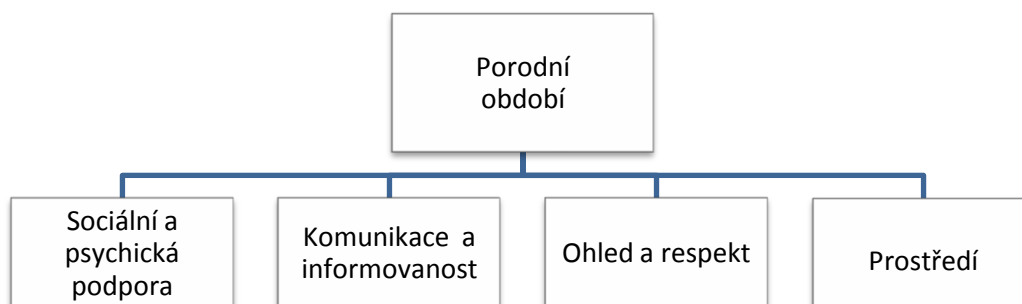 Porodní
období
Sociální a
psychická
podpora
Komunikace a
informovanost
Ohled a respekt
Prostředí